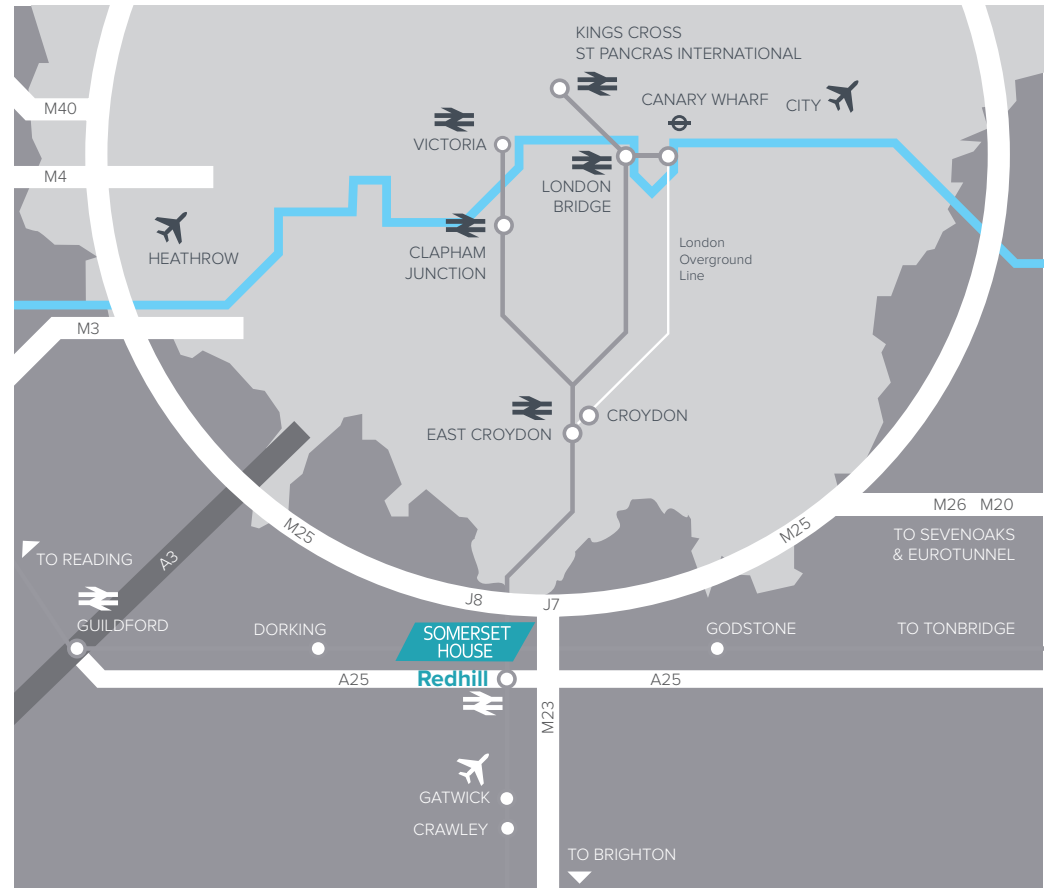 KINGS CROSS
ST PANCRAS INTERNATIONAL
M40
CANARY WHARF
CITY
VICTORIA
M4
LONDON
BRIDGE
HEATHROW
CLAPHAM
JUNCTION
London
Overground
Line
M3
CROYDON
EAST CROYDON
M26 M20
M25
M25
TO SEVENOAKS
& EUROTUNNEL
TO READING
A3
J8
J7
GUILDFORD
DORKING
SOMERSET
HOUSE
GODSTONE
TO TONBRIDGE
A25
Redhill
A25
M23
GATWICK
CRAWLEY
TO BRIGHTON